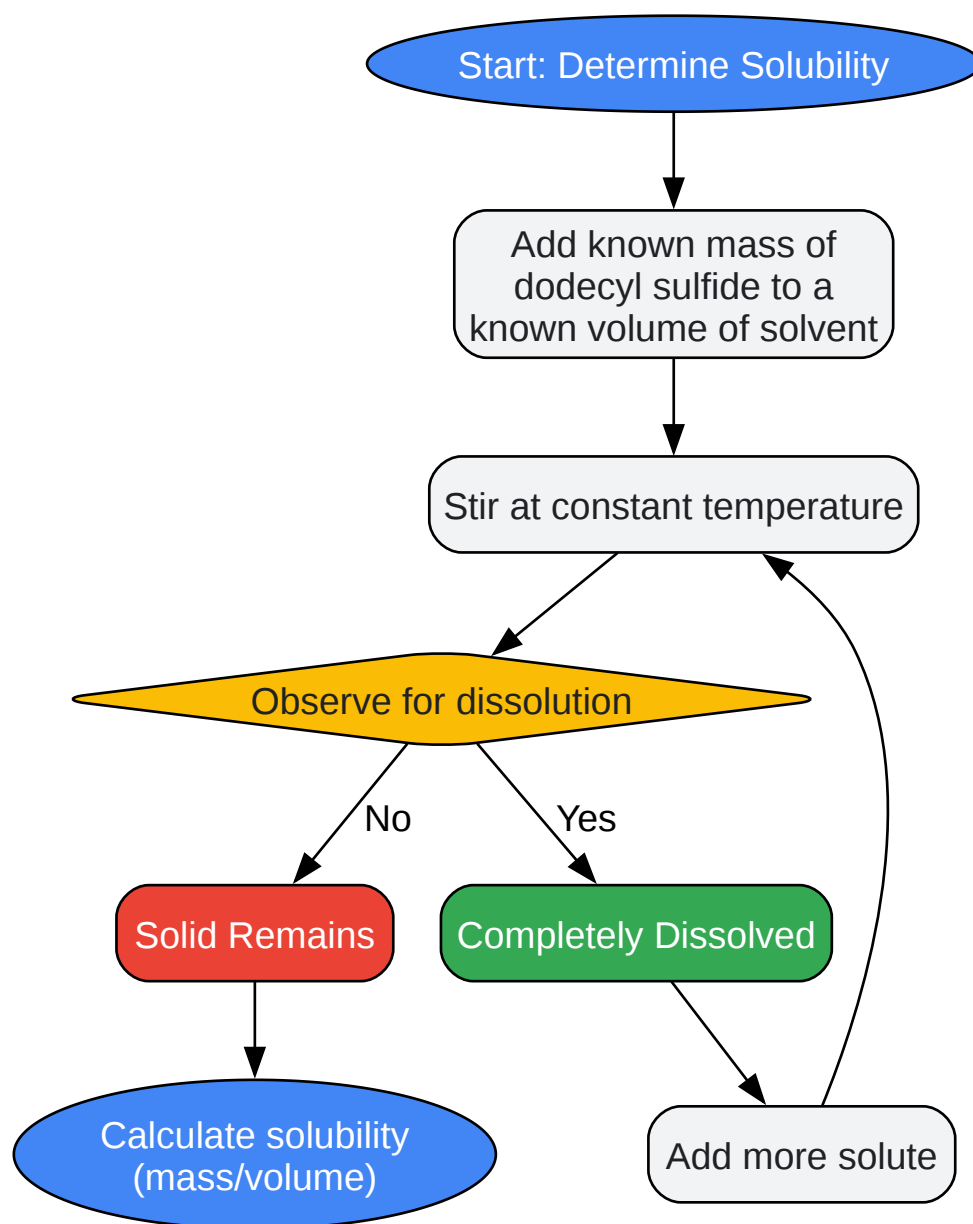 Start: Determine Solubility
Add known mass of
dodecyl sulfide to a
known volume of solvent
Stir at constant temperature
Observe for dissolution
No
Yes
Solid Remains
Completely Dissolved
Calculate solubility
(mass/volume)
Add more solute